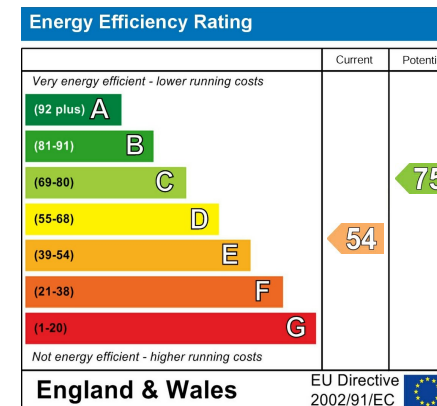 Energy Efficiency Rating
Current
Very energy efficient - lower running costs
(92 plus) A
(81-91) B
(69-80) C
75
(55-68) D
54
(39-54) E
(21-38) F
(1-20) G
Not energy efficient - higher running costs
England & Wales
EU Directive
2002/91/EC